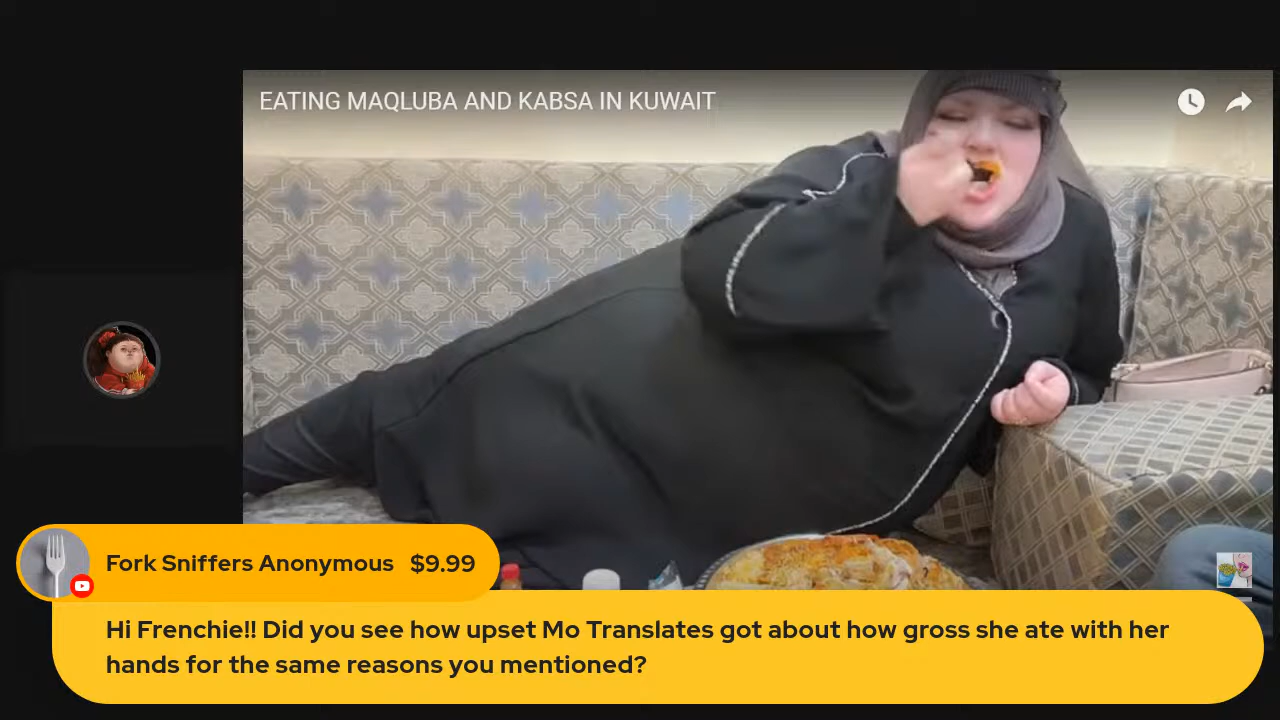 EATING MAQLUBA AND KABSA IN KUWAIT
Fork Sniffers Anonymous $9.99
Hi Frenchie!! Did you see how upset Mo Translates got about how gross she ate with her
hands for the same reasons you mentioned?